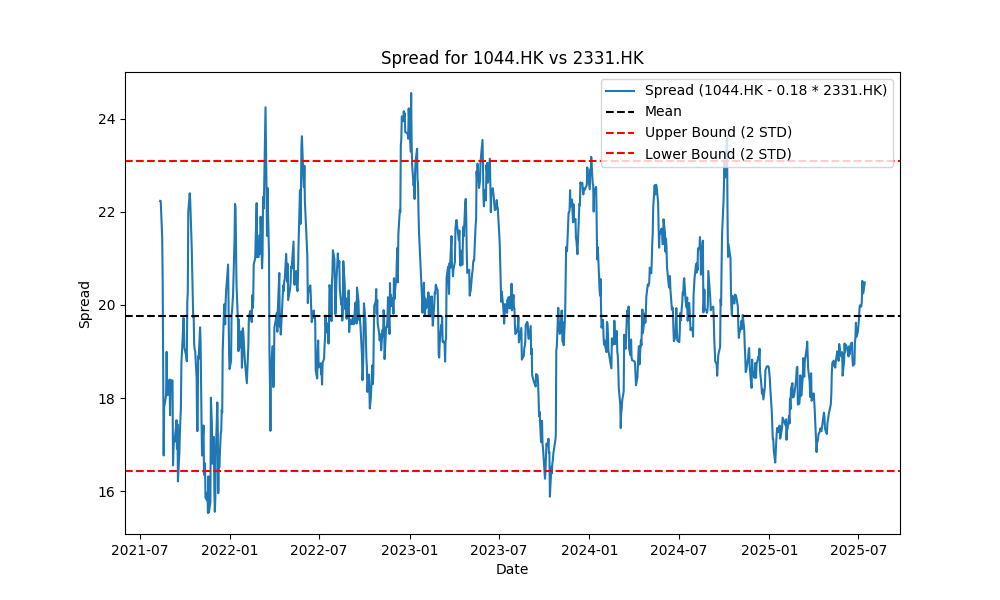 Spread for 1044.HK vs 2331.HK
Spread (1044.HK - 0.18 * 2331.HK)
Mean
Upper Bound (2 STD)
Lower Bound (2 STD)
Spread
24
22
20
18
16
2021-07 2022-01 2022-07 2023-01 2023-07 2024-01 2024-07 2025-01 2025-07
Date